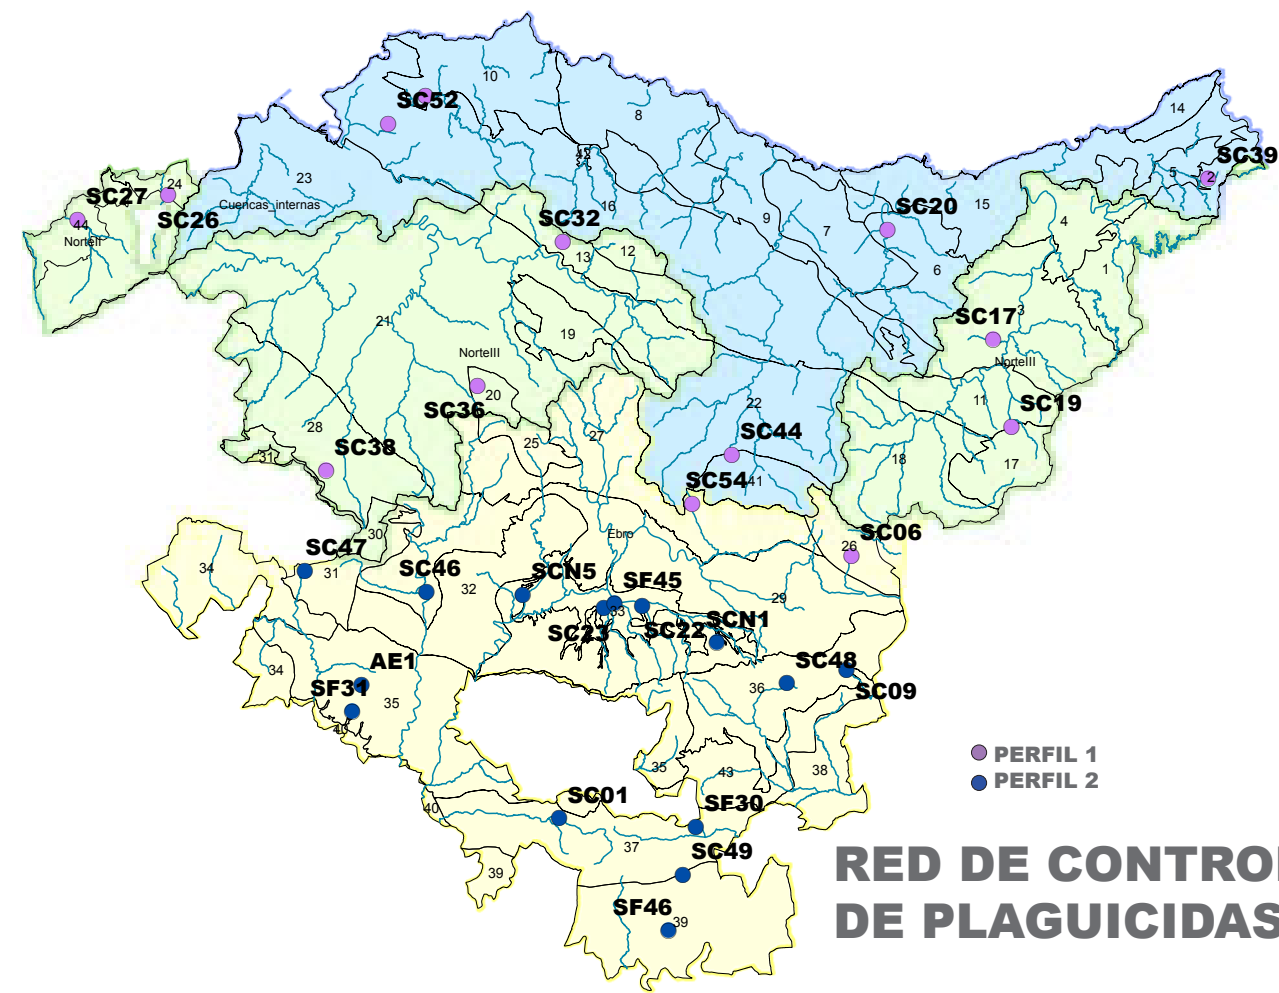 10
14
SC52
8
SC39
42
5
2
24
23
SC27
Cuencas_internas
SC26
16
SC20
15
44
NorteII
SC32
9
7
4
12
13
6
1
SC17
3
21
19
NorteIII
NorteIII
20
SC36
22
11
SC19
28
25
27
SC44
SC38
31
18
17
SC54
41
30
Ebro
SC06
26
SC47
34
31
SC46
32
SCN5
SF45
29
33
SC23
SC22
SCN1
34
AE1
SC48
SF31
35
36
SC09
40
35
43
38
PERFIL 1
PERFIL 2
SC01
SF30
40
37
SC49
RED DE CONTROL
39
SF46
39
DE PLAGUICIDAS